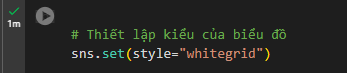 # Thiết lập kiểu của biểu đồ
1m
sns.set(style="whitegrid")